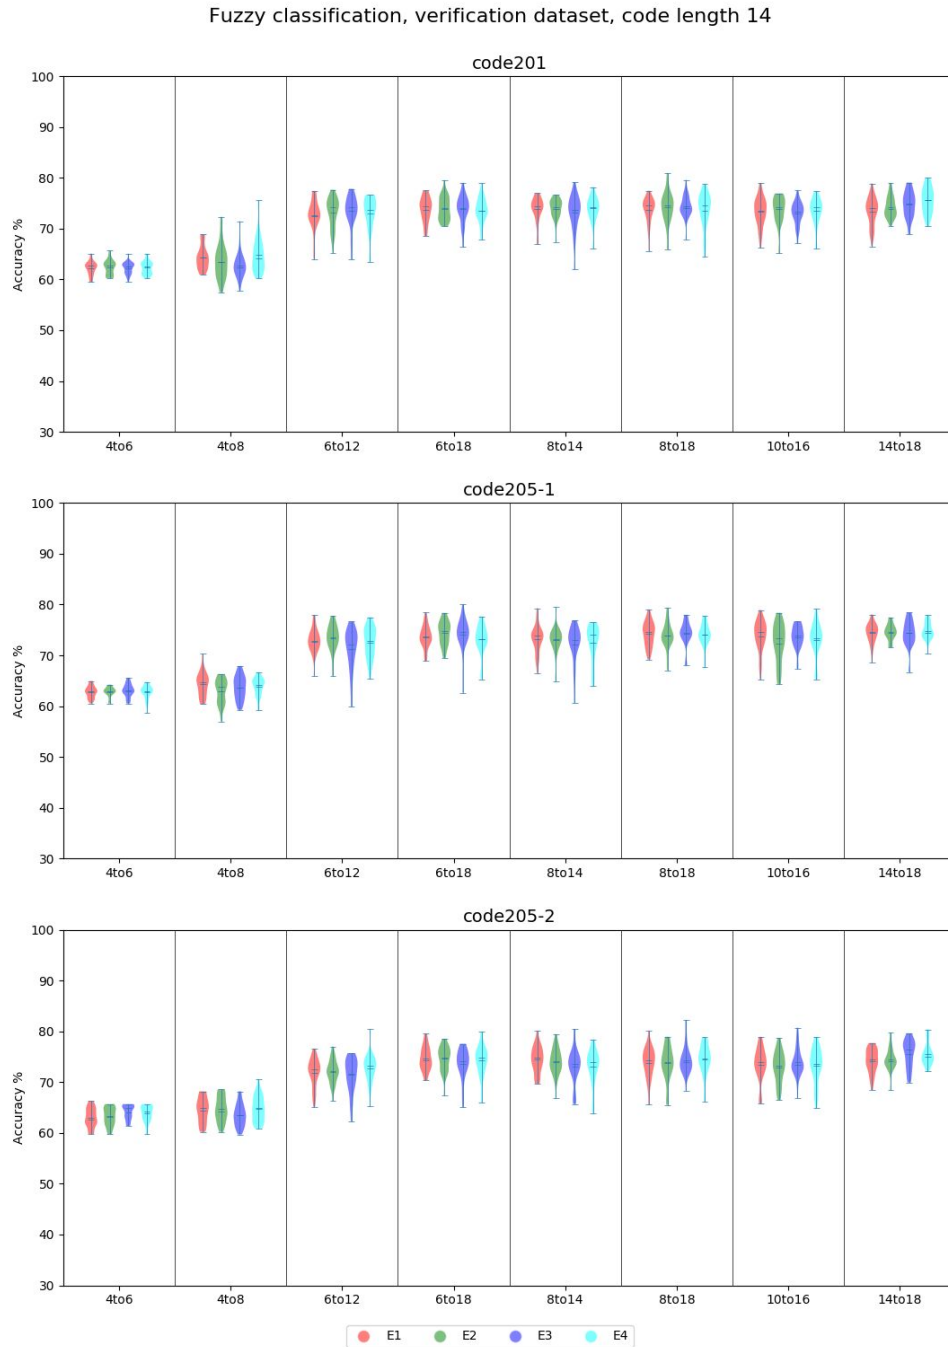 Fuzzy classification, verification dataset, code length 14
code201
100
90
80
70
60
50
40
30
Accuracy %
4to6 4to8 6to12 6to18 8to14 8to18 10to16 14to18
code205-1
100
90
80
70
60
50
40
30
Accuracy %
4to6 4to8 6to12 6to18 8to14 8to18 10to16 14to18
code205-2
100
90
80
70
60
50
40
30
Accuracy %
4to6 4to8 6to12 6to18 8to14 8to18 10to16 14to18
E1 E2 E3 E4